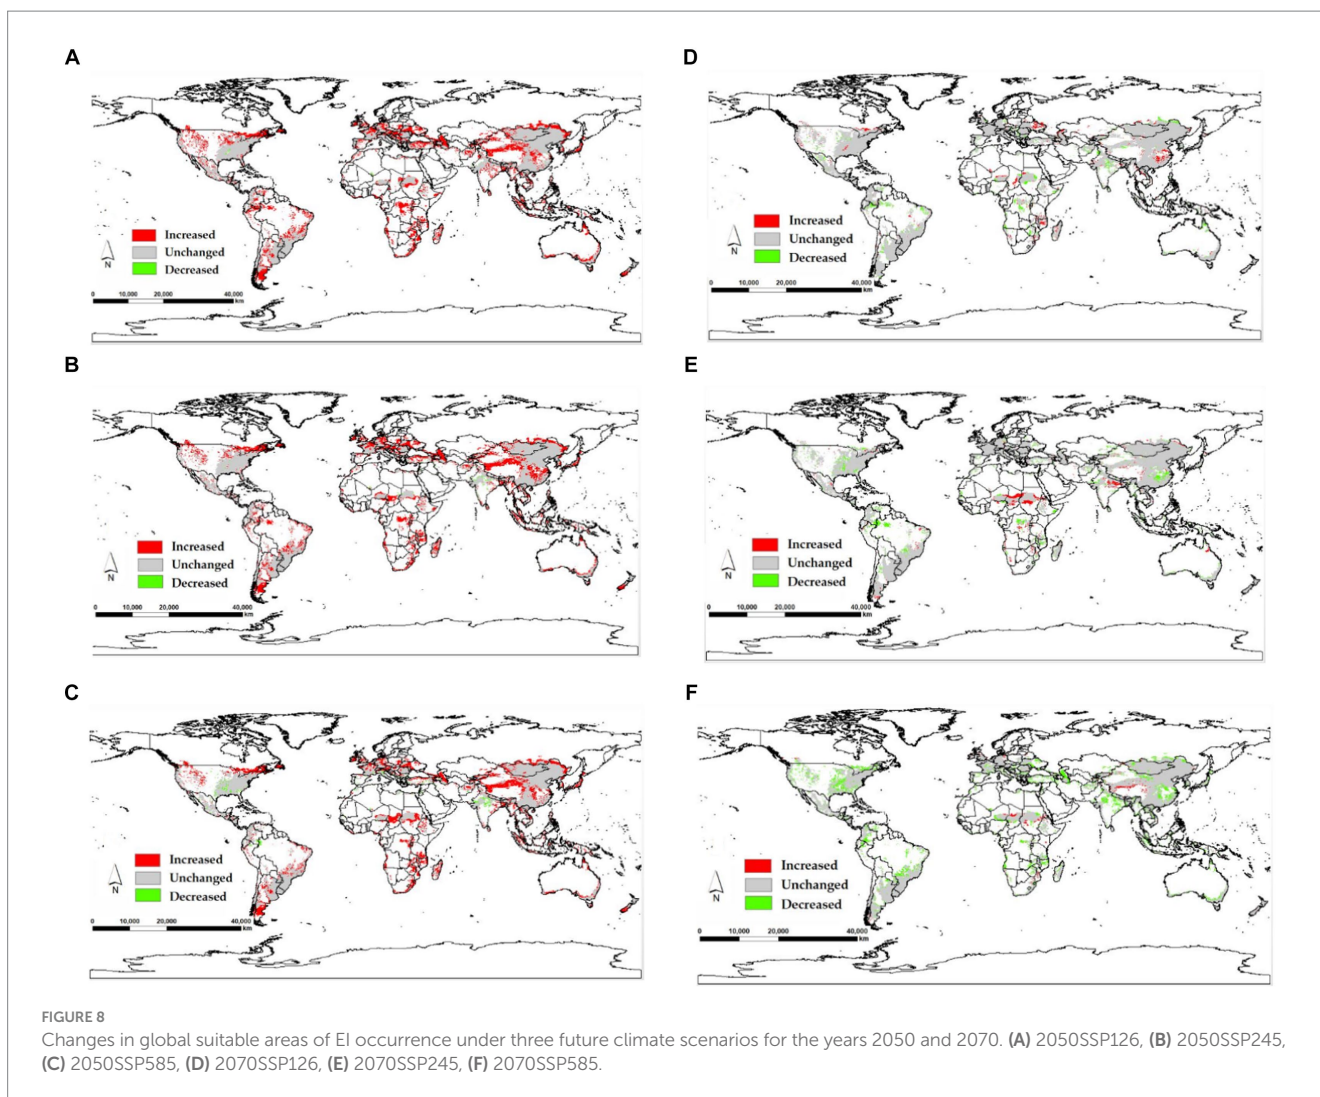 A
Increased
Unchanged
Decreased
N
0 10,000 20,000 40,000
km
B
Increased
Unchanged
Decreased
N
0 10,000 20,000 40,000
km
C
Increased
Unchanged
Decreased
N
0 10,000 20,000 40,000
km
D
Increased
Unchanged
Decreased
N
0 10,000 20,000 40,000
km
E
Increased
Unchanged
Decreased
N
0 10,000 20,000 40,000
km
F
Increased
Unchanged
Decreased
N
0 10,000 20,000 40,000
km
FIGURE 8
Changes in global suitable areas of EI occurrence under three future climate scenarios for the years 2050 and 2070. (A) 2050SSP126, (B) 2050SSP245,
(C) 2050SSP585, (D) 2070SSP126, (E) 2070SSP245, (F) 2070SSP585.